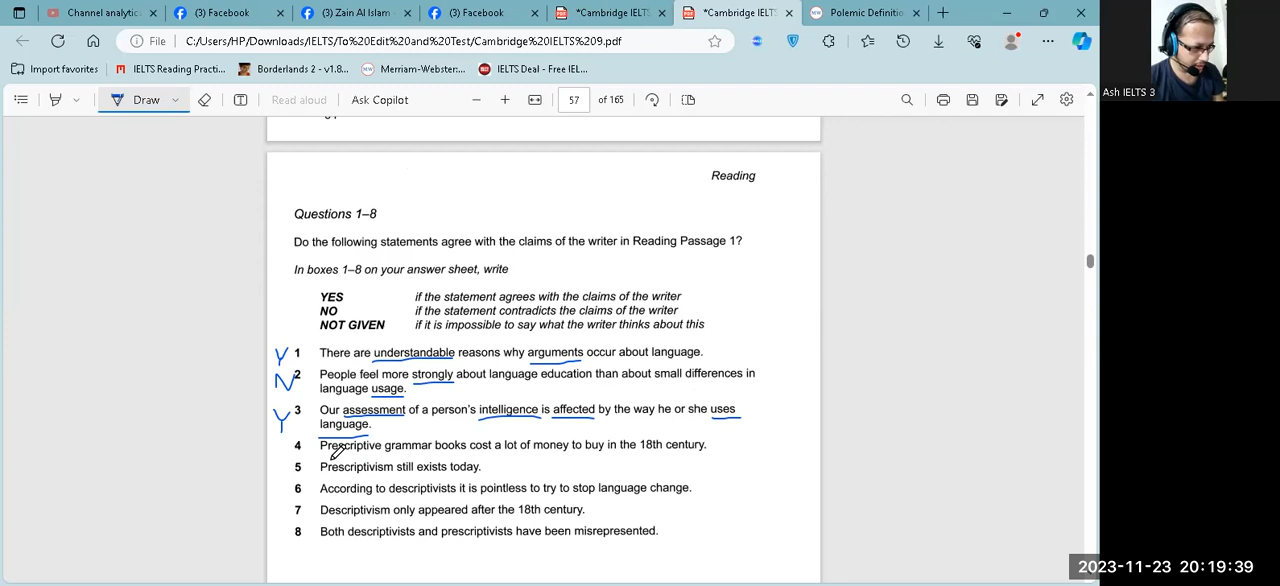 Channel analytic
(3) Facebook
(3) Zain Al Islam -
(3) Facebook
*Cambridge IELTS
*Cambridge IELTS
Polemic Definitio
File
C:/Users/HP/Downloads/IELTS/To%20Edit%20and%20Test/Cambridge%20IELTS%209.pdf
Import favorites
IELTS Reading Practi...
Borderlands 2 - v1.8...
Merriam-Webster:...
IELTS Deal - Free IEL...
Draw
Read aloud
Ask Copilot
57
of 165
Ash IELTS 3
Reading
Questions 1–8
Do the following statements agree with the claims of the writer in Reading Passage 1?
In boxes 1–8 on your answer sheet, write
YES if the statement agrees with the claims of the writer
NO if the statement contradicts the claims of the writer
NOT GIVEN if it is impossible to say what the writer thinks about this
Y 1 There are understandable reasons why arguments occur about language.
N 2 People feel more strongly about language education than about small differences in
language usage.
Y 3 Our assessment of a person's intelligence is affected by the way he or she uses
language.
4 Prescriptive grammar books cost a lot of money to buy in the 18th century.
5 Prescriptivism still exists today.
6 According to descriptivists it is pointless to try to stop language change.
7 Descriptivism only appeared after the 18th century.
8 Both descriptivists and prescriptivists have been misrepresented.
2023-11-23 20:19:39